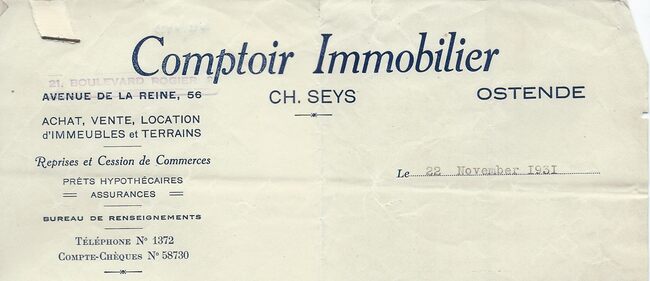 Comptoir Immobilier
21, BOULEVARD ROGIER
AVENUE DE LA REINE, 56
CH. SEYS
OSTENDE
ACHAT, VENTE, LOCATION
d'IMMEUBLES et TERRAINS
Reprises et Cession de Commerces
PRÊTS HYPOTHÉCAIRES
ASSURANCES
BUREAU DE RENSEIGNEMENTS
TÉLÉPHONE Nº 1372
COMPTE-CHÈQUES Nº 58730
Le 22 November 1931